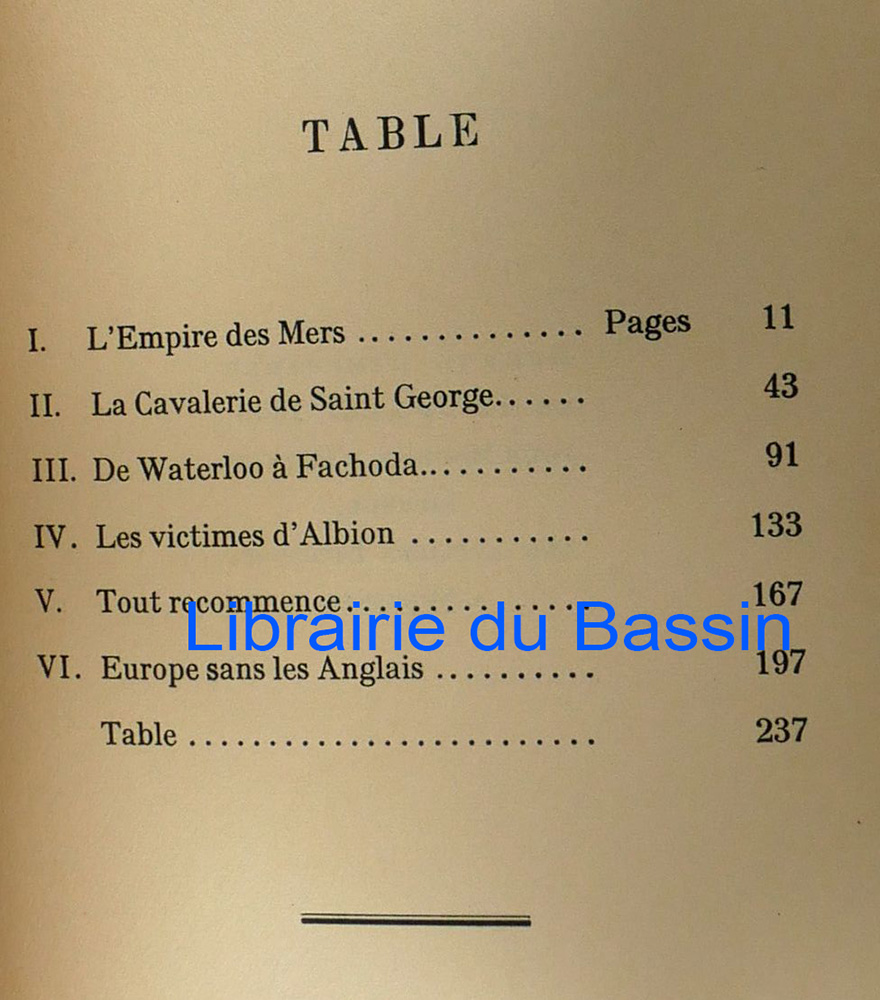 TABLE
I. L'Empire des Mers .............. Pages 11
II. La Cavalerie de Saint George...... 43
III. De Waterloo à Fachoda........... 91
IV. Les victimes d'Albion ........... 133
V. Tout recommence................ 167
Librairie du Bassin
VI. Europe sans les Anglais .......... 197
Table .......................... 237